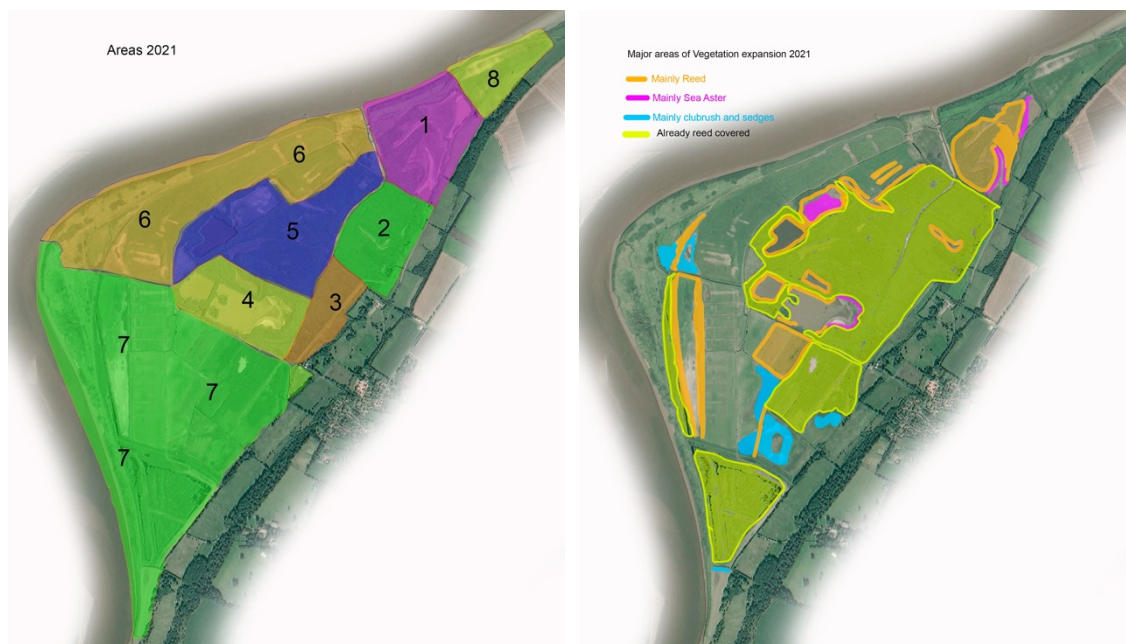 Areas 2021
8
1
6
6
5
2
4
3
7
7
7
Major areas of Vegetation expansion 2021
Mainly Reed
Mainly Sea Aster
Mainly clubrush and sedges
Already reed covered